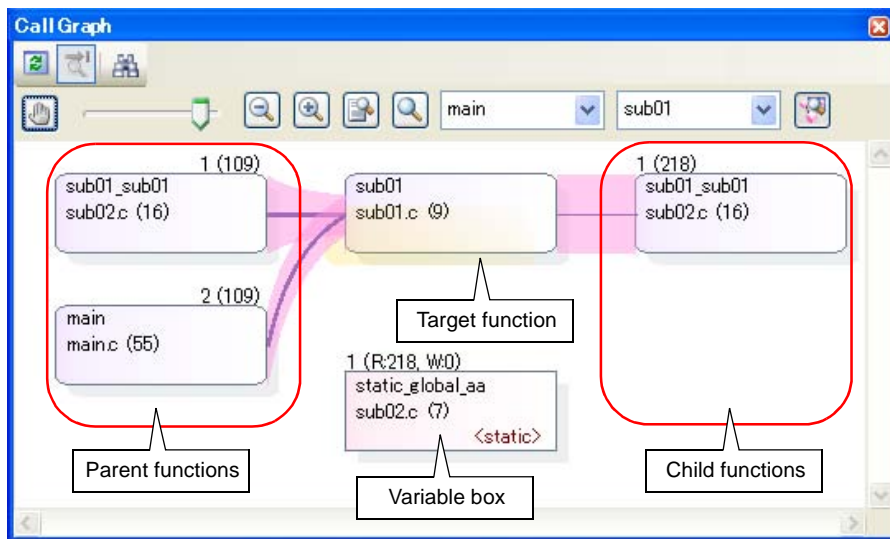 Call Graph
main
sub01
1 (109)
sub01_sub01
sub02.c (16)
sub01
sub01.c (9)
1 (218)
sub01_sub01
sub02.c (16)
2 (109)
main
main.c (55)
Target function
1 (R:218, W:0)
static_global_aa
sub02.c (7)
<static>
Parent functions
Variable box
Child functions